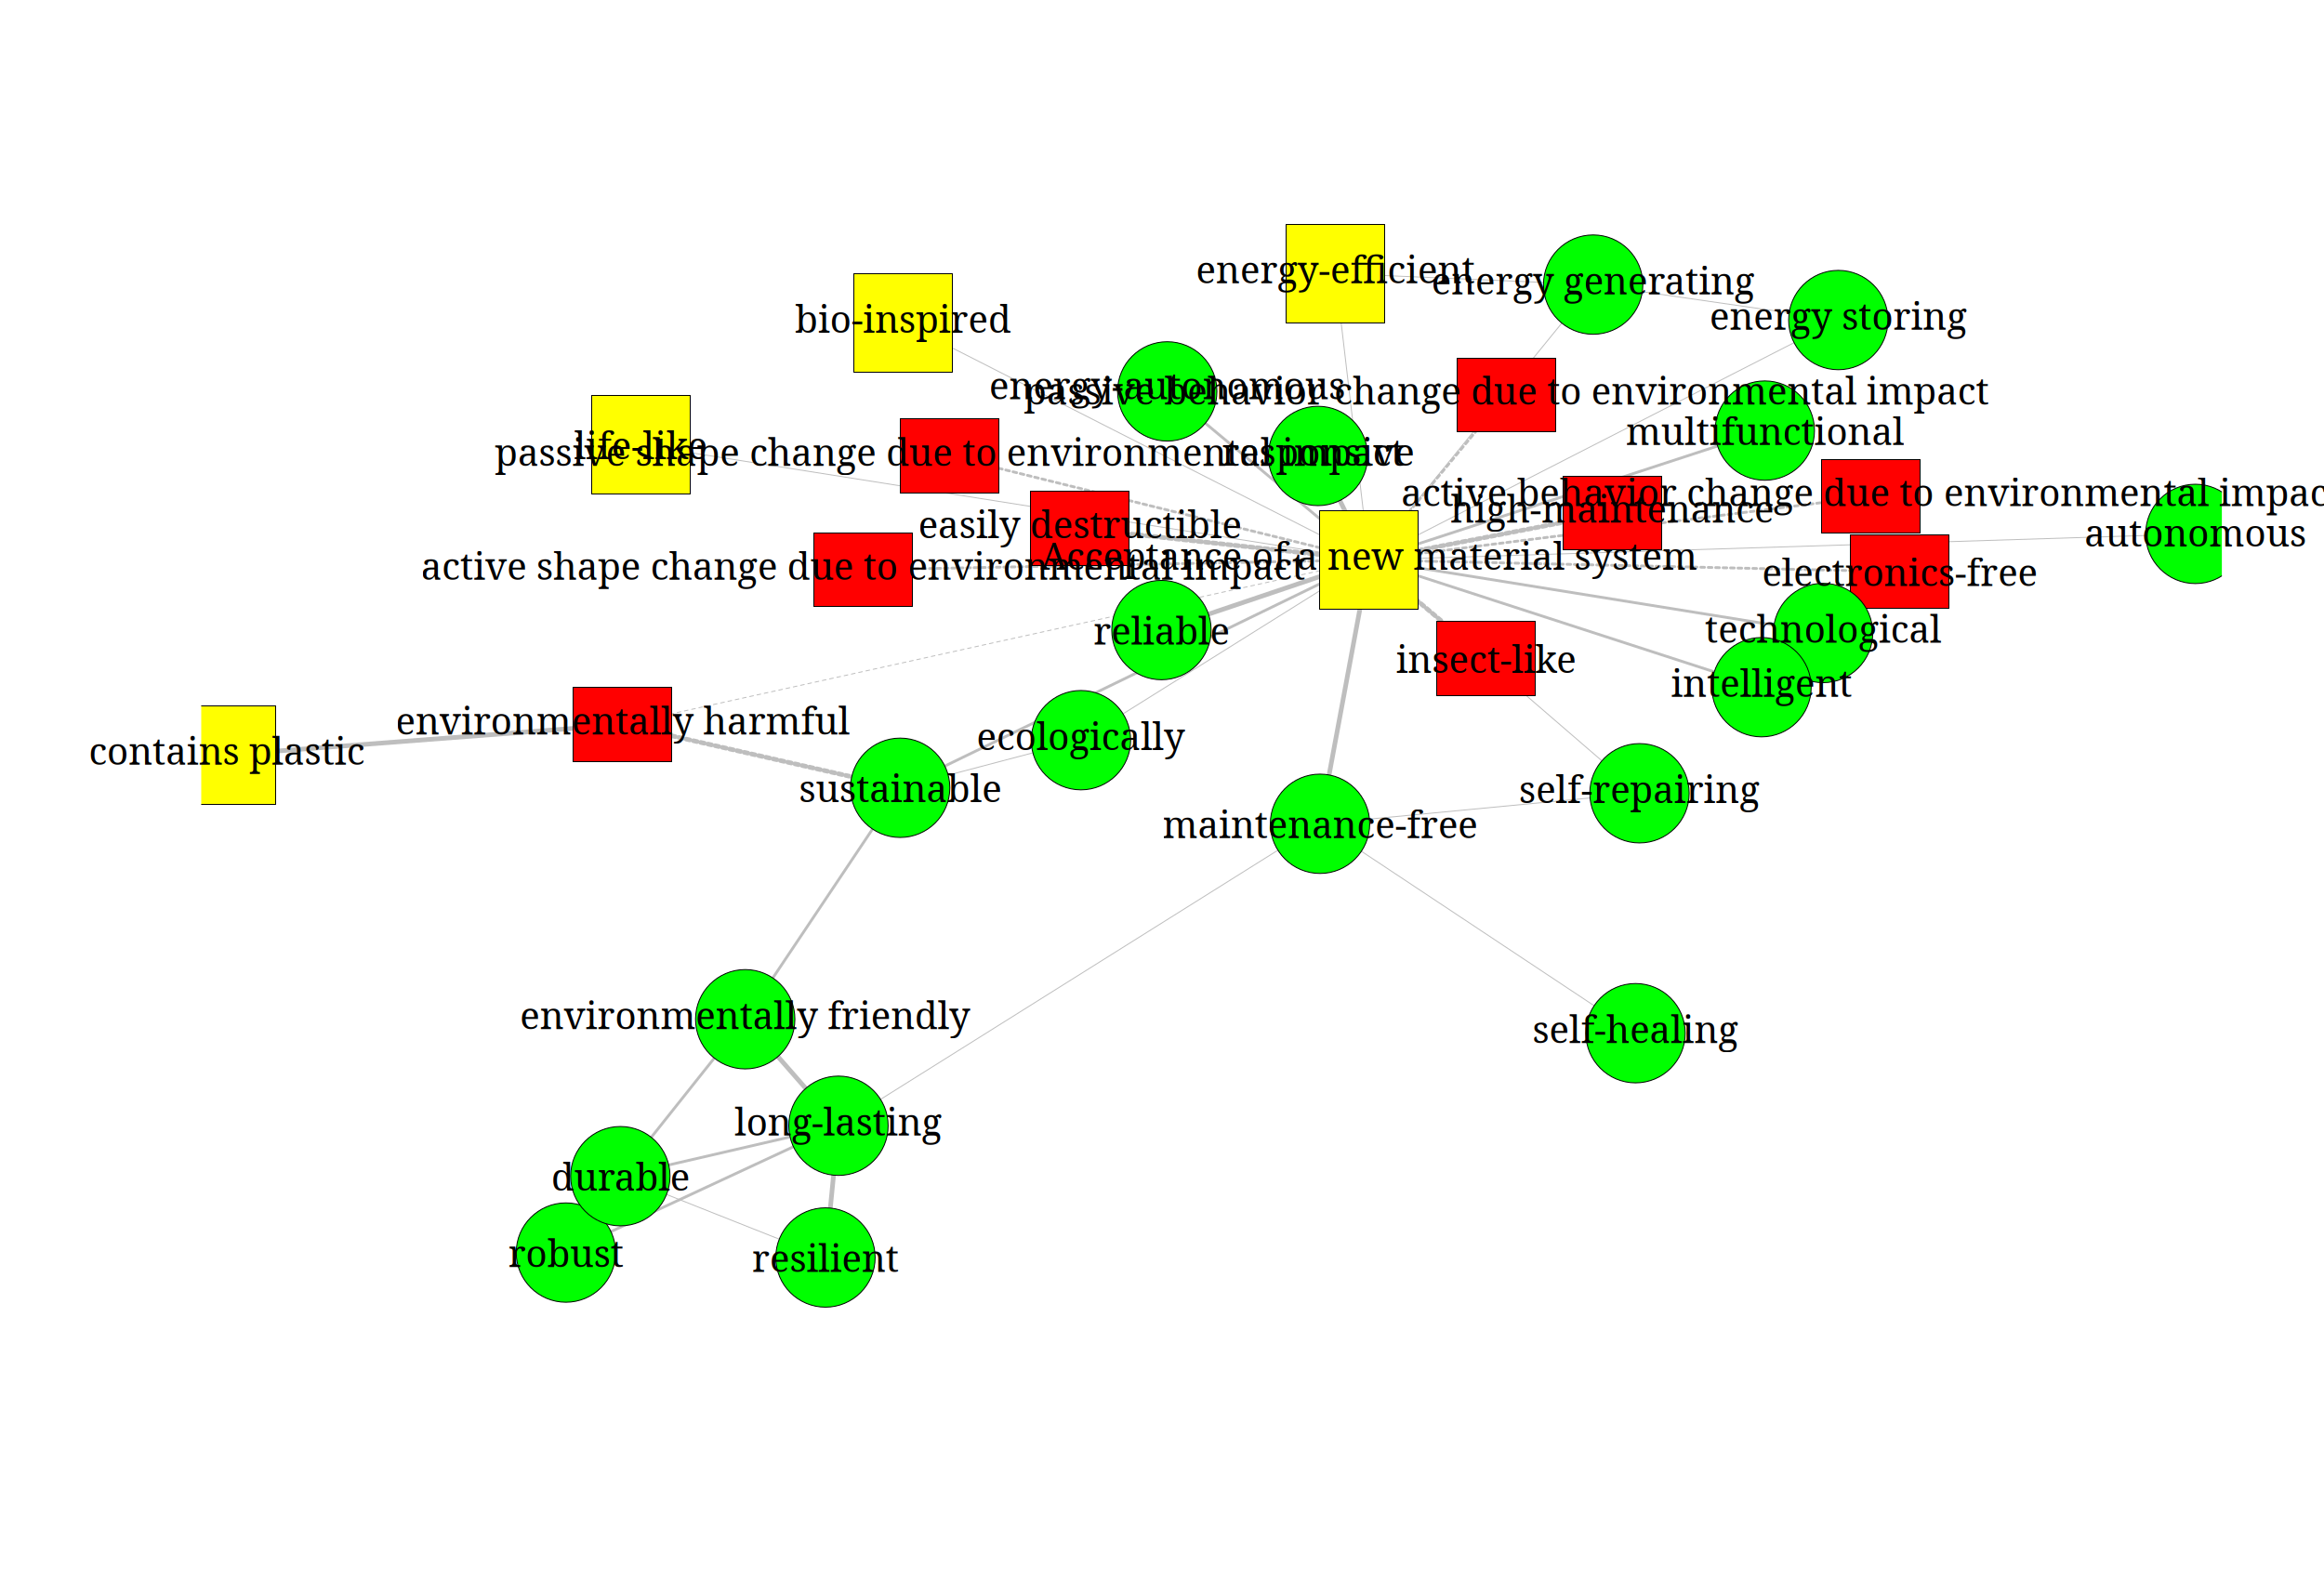 energy-efficient
energy generating
bio-inspired
energy storing
energy-autonomous
passive behavior change due to environmental impact
multifunctional
life-like
passive shape change due to environmental impact
responsive
active behavior change due to environmental impac
high-maintenance
easily destructible
autonomous
Acceptance of a new material system
active shape change due to environmental impact
electronics-free
reliable
technological
insect-like
intelligent
environmentally harmful
ecologically
contains plastic
sustainable
self-repairing
maintenance-free
environmentally friendly
self-healing
long-lasting
durable
robust
resilient